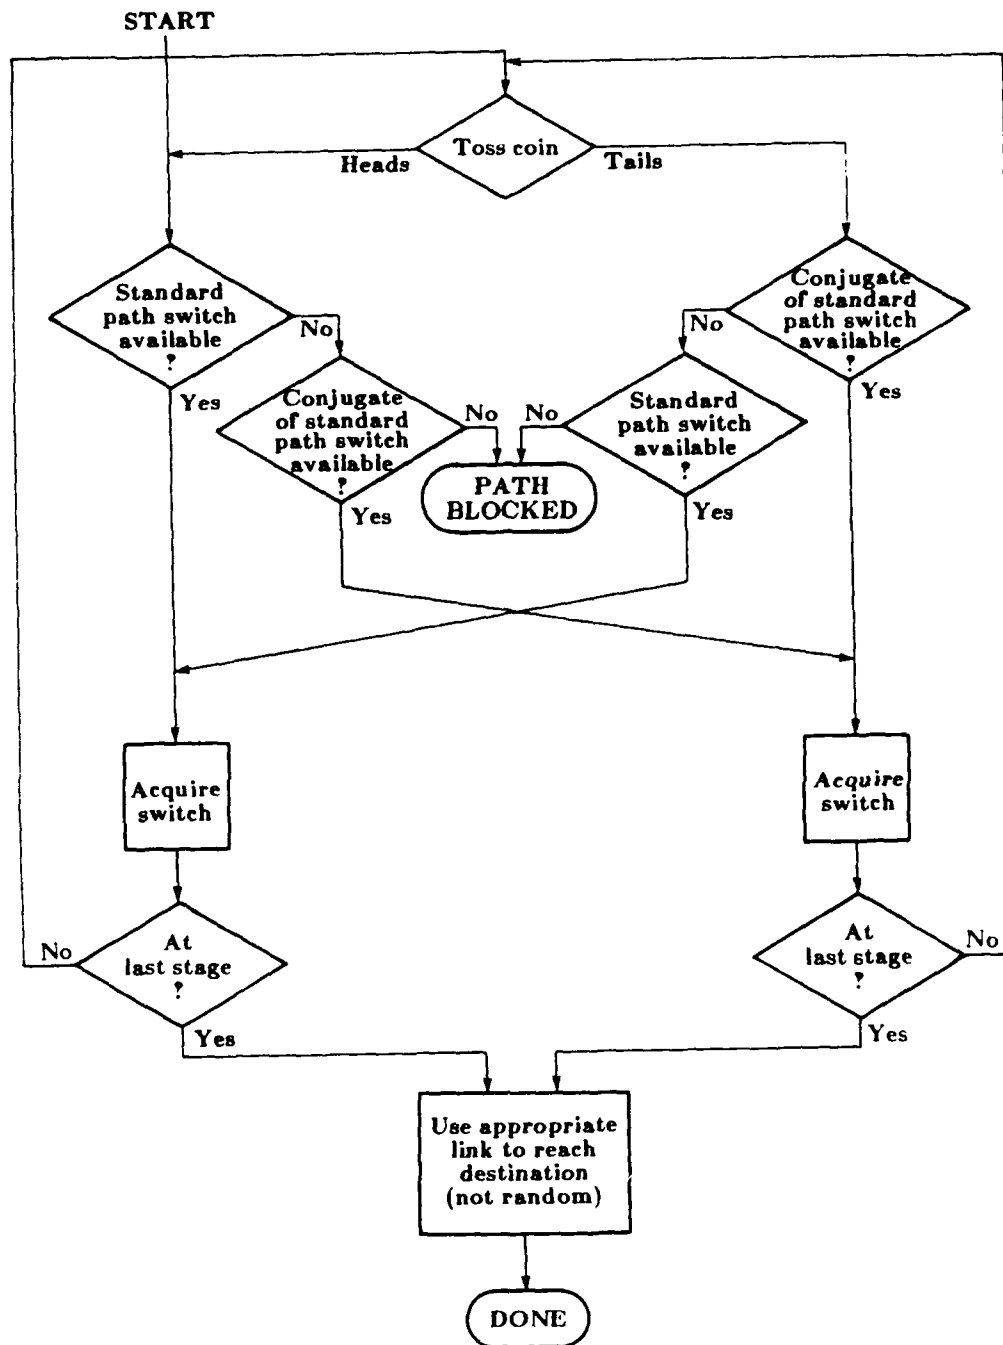 START
Toss coin
Heads
Tails
Standard
path switch
available
?
No
Yes
Conjugate
of standard
path switch
available
?
No
Yes
Conjugate
of standard
path switch
available
?
No
Yes
Standard
path switch
available
?
No
Yes
PATH
BLOCKED
Acquire
switch
Acquire
switch
At
last stage
?
No
Yes
At
last stage
?
No
Yes
Use appropriate
link to reach
destination
(not random)
DONE